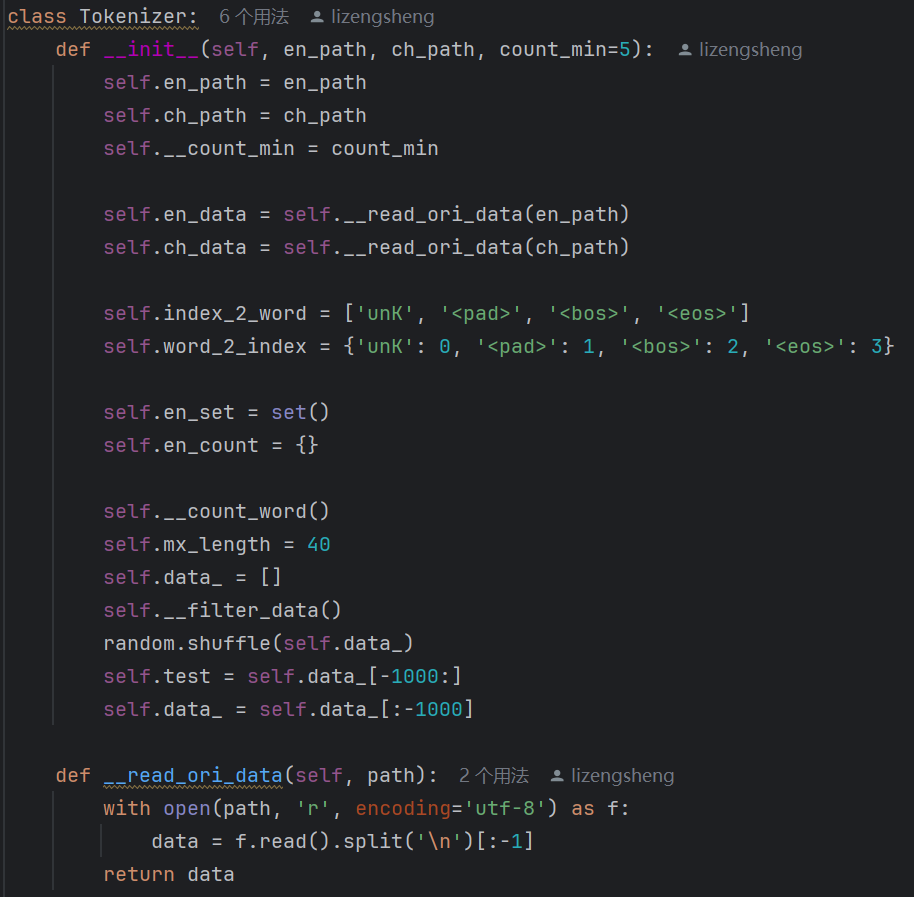 class Tokenizer: 6个用法 lizengsheng
    def __init__(self, en_path, ch_path, count_min=5): lizengsheng
        self.en_path = en_path
        self.ch_path = ch_path
        self.__count_min = count_min
        self.en_data = self.__read_ori_data(en_path)
        self.ch_data = self.__read_ori_data(ch_path)
        self.index_2_word = ['unK', '<pad>', '<bos>', '<eos>']
        self.word_2_index = {'unK': 0, '<pad>': 1, '<bos>': 2, '<eos>': 3}
        self.en_set = set()
        self.en_count = {}
        self.__count_word()
        self.mx_length = 40
        self.data_ = []
        self.__filter_data()
        random.shuffle(self.data_)
        self.test = self.data_[-1000:]
        self.data_ = self.data_[:-1000]
    def __read_ori_data(self, path): 2个用法 lizengsheng
        with open(path, 'r', encoding='utf-8') as f:
            data = f.read().split('\n')[:-1]
        return data